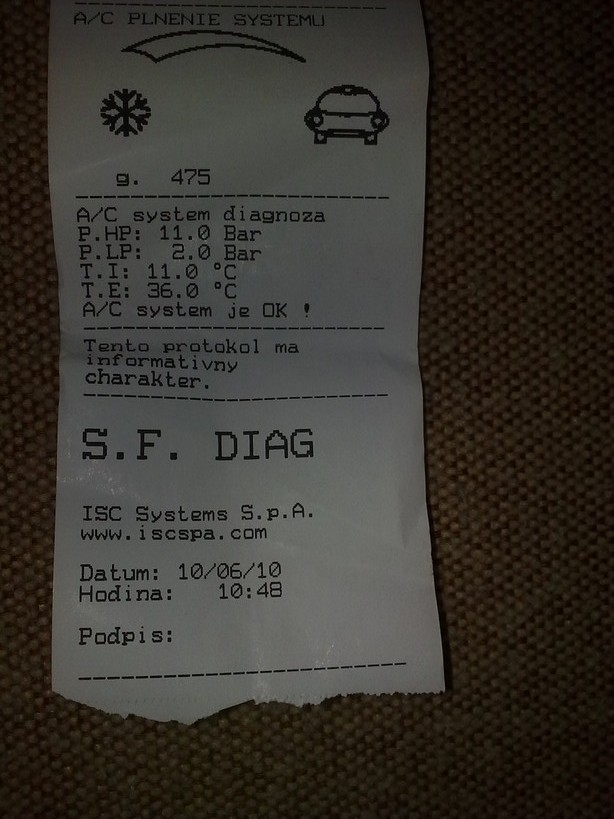 A/C PLNENIE SYSTEMU
g. 475
A/C system diagnoza
P.HP: 11.0 Bar
P.LP: 2.0 Bar
T.I: 11.0 °C
T.E: 36.0 °C
A/C system je OK !
Tento protokol ma
informativny
charakter.
S.F. DIAG
ISC Systems S.p.A.
www.iscspa.com
Datum: 10/06/10
Hodina: 10:48
Podpis: